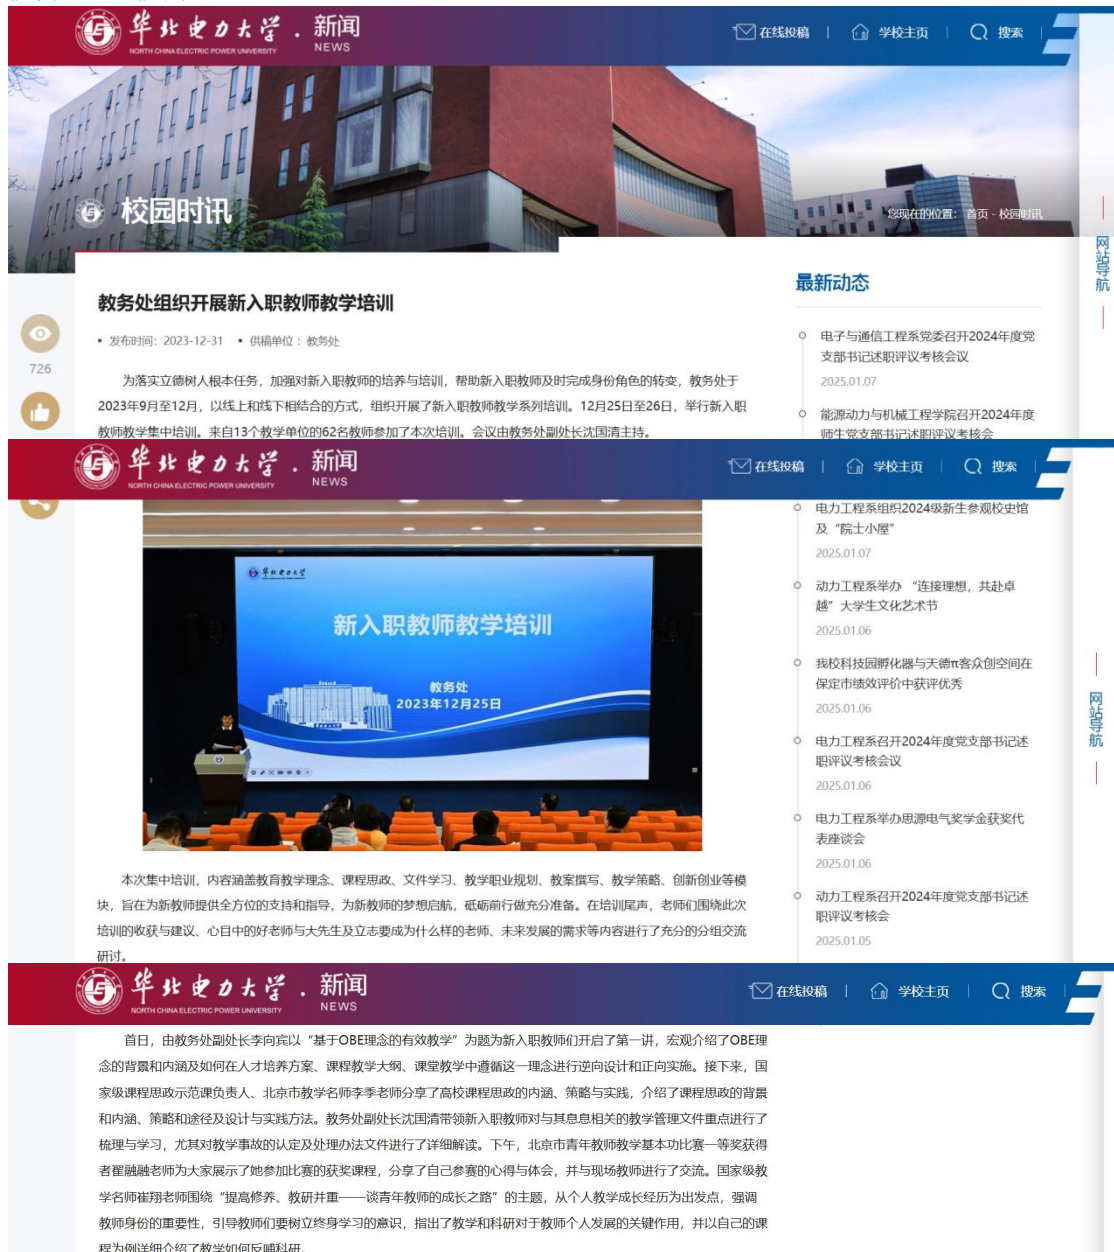 华北电力大学 . 新闻
NORTH CHINA ELECTRIC POWER UNIVERSITY
NEWS
在线投稿 | 学校主页 | 搜索 |
校园时讯
您现在的位置： 首页 - 校园时讯
网站导航
教务处组织开展新入职教师教学培训
• 发布时间：2023-12-31 • 供稿单位 ：教务处
726
为落实立德树人根本任务，加强对新入职教师的培养与培训，帮助新入职教师及时完成身份角色的转变，教务处于
2023年9月至12月，以线上和线下相结合的方式，组织开展了新入职教师教学系列培训。12月25日至26日，举行新入职
教师教学集中培训。来自13个教学单位的62名教师参加了本次培训。会议由教务处副处长沈国清主持。
最新动态
电子与通信工程系党委召开2024年度党
支部书记述职评议考核会议
2025.01.07
能源动力与机械工程学院召开2024年度
师生党支部书记述职评议考核会
华北电力大学 . 新闻
NORTH CHINA ELECTRIC POWER UNIVERSITY
NEWS
在线投稿 | 学校主页 | 搜索 |
华北电力大学
新入职教师教学培训
教务处
2023年12月25日
本次集中培训，内容涵盖教育教学理念、课程思政、文件学习、教学职业规划、教案撰写、教学策略、创新创业等模
块，旨在为新教师提供全方位的支持和指导，为新教师的梦想启航，砥砺前行做充分准备。在培训尾声，老师们围绕此次
培训的收获与建议、心目中的好老师与大先生及立志要成为什么样的老师、未来发展的需求等内容进行了充分的分组交流
研讨。
电力工程系组织2024级新生参观校史馆
及“院士小屋”
2025.01.07
动力工程系举办 “连接理想，共赴卓
越”大学生文化艺术节
2025.01.06
我校科技园孵化器与天德π客众创空间在
保定市绩效评价中获评优秀
2025.01.06
电力工程系召开2024年度党支部书记述
职评议考核会议
2025.01.06
电力工程系举办思源电气奖学金获奖代
表座谈会
2025.01.06
动力工程系召开2024年度党支部书记述
职评议考核会
2025.01.05
网站导航
华北电力大学 . 新闻
NORTH CHINA ELECTRIC POWER UNIVERSITY
NEWS
在线投稿 | 学校主页 | 搜索 |
首日，由教务处副处长李向宾以“基于OBE理念的有效教学”为题为新入职教师们开启了第一讲，宏观介绍了OBE理
念的背景和内涵及如何在人才培养方案、课程教学大纲、课堂教学中遵循这一理念进行逆向设计和正向实施。接下来，国
家级课程思政示范课负责人、北京市教学名师李季老师分享了高校课程思政的内涵、策略与实践，介绍了课程思政的背景
和内涵、策略和途径及设计与实践方法。教务处副处长沈国清带领新入职教师对与其息息相关的教学管理文件重点进行了
梳理与学习，尤其对教学事故的认定及处理办法文件进行了详细解读。下午，北京市青年教师教学基本功比赛一等奖获得
者翟融融老师为大家展示了她参加比赛的获奖课程，分享了自己参赛的心得与体会，并与现场教师进行了交流。国家级教
学名师崔翔老师围绕“提高修养、教研并重——谈青年教师的成长之路”的主题，从个人教学成长经历为出发点，强调
教师身份的重要性，引导教师们要树立终身学习的意识，指出了教学和科研对于教师个人发展的关键作用，并以自己的课
程为例详细介绍了教学如何反哺科研。